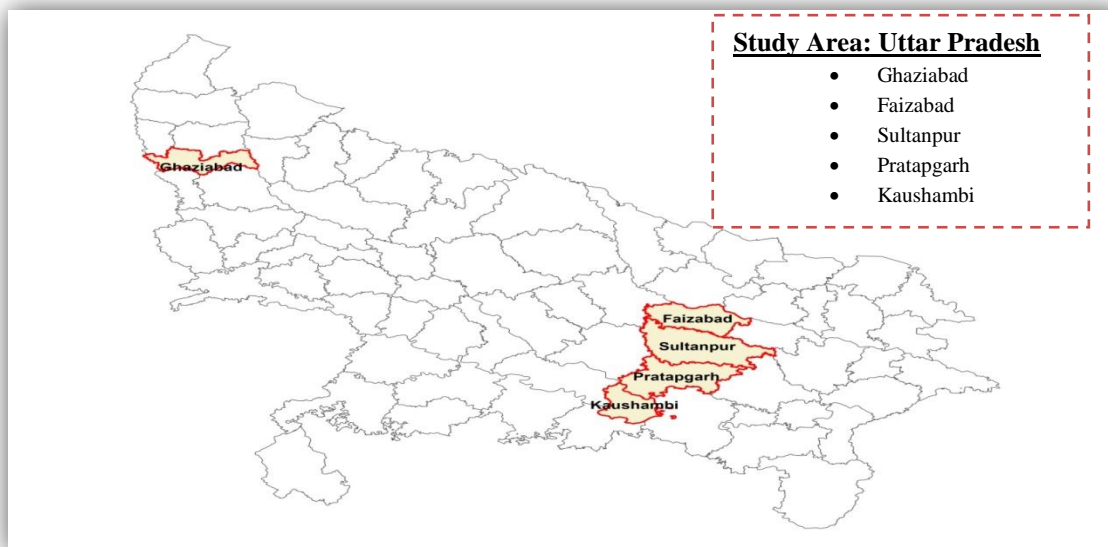 Study Area: Uttar Pradesh
• Ghaziabad
• Faizabad
• Sultanpur
• Pratapgarh
• Kaushambi
Ghaziabad
Faizabad
Sultanpur
Pratapgarh
Kaushambi